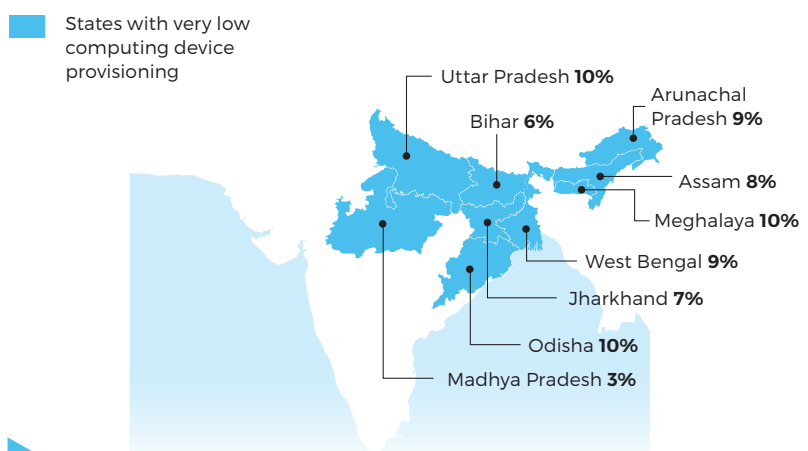 States with very low
computing device
provisioning
Uttar Pradesh 10%
Bihar 6%
Arunachal
Pradesh 9%
Assam 8%
Meghalaya 10%
West Bengal 9%
Jharkhand 7%
Odisha 10%
Madhya Pradesh 3%